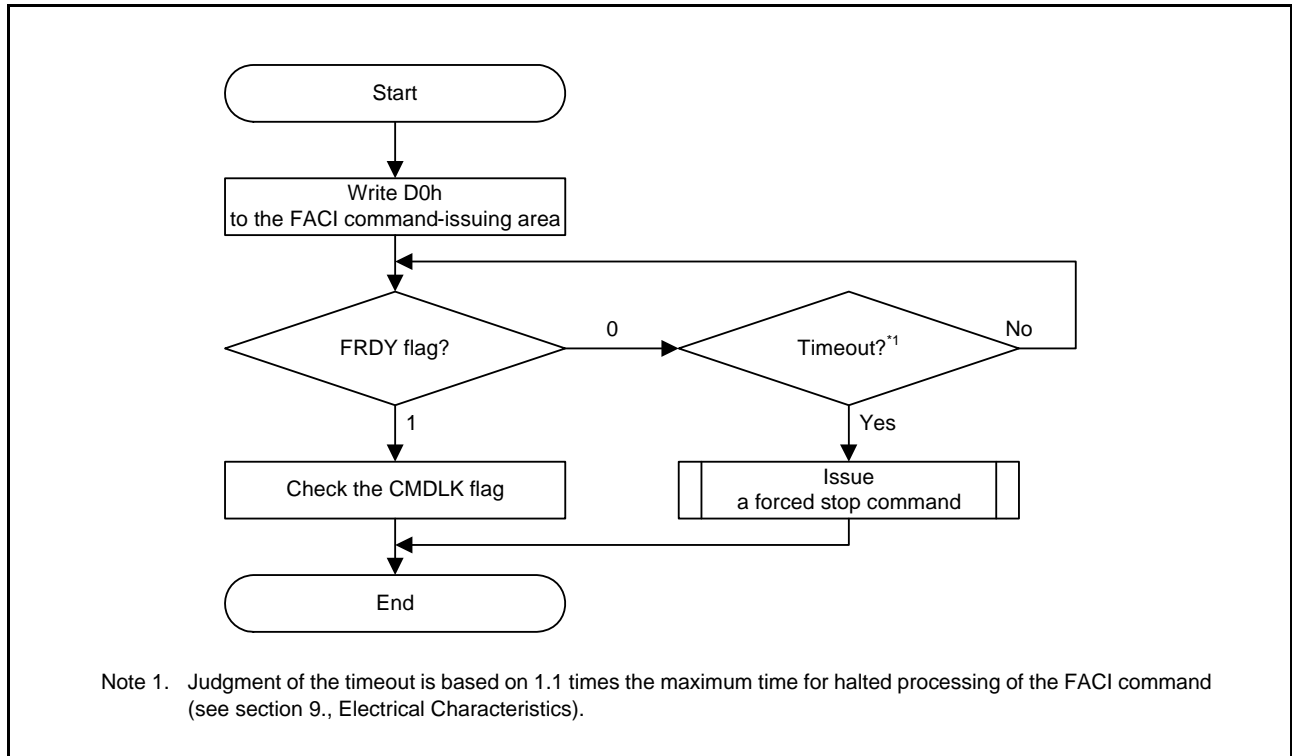 Start
Write D0h
to the FACI command-issuing area
FRDY flag?
0
Timeout?*1
No
1
Yes
Check the CMDLK flag
Issue
a forced stop command
End
Note 1. Judgment of the timeout is based on 1.1 times the maximum time for halted processing of the FACI command
(see section 9., Electrical Characteristics).